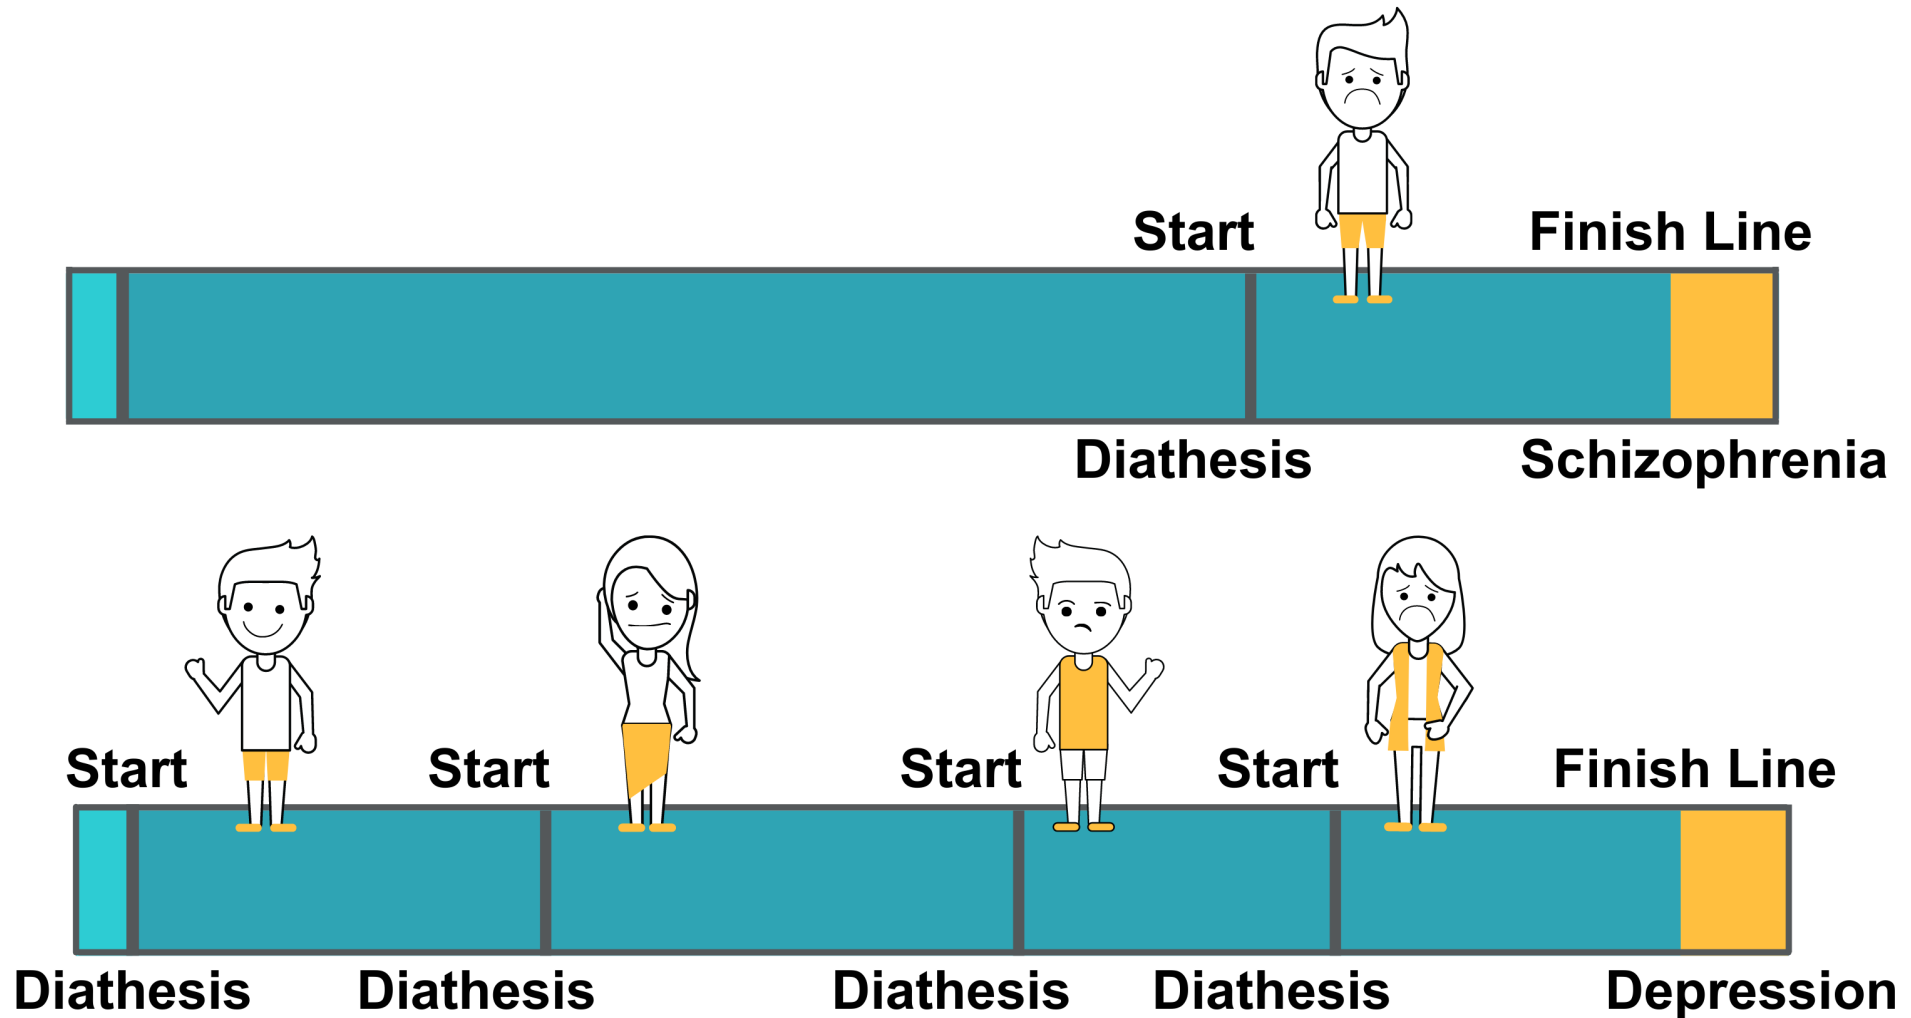 Start Finish Line
Diathesis Schizophrenia
Start Start Start Start Finish Line
Diathesis Diathesis Diathesis Diathesis Depression